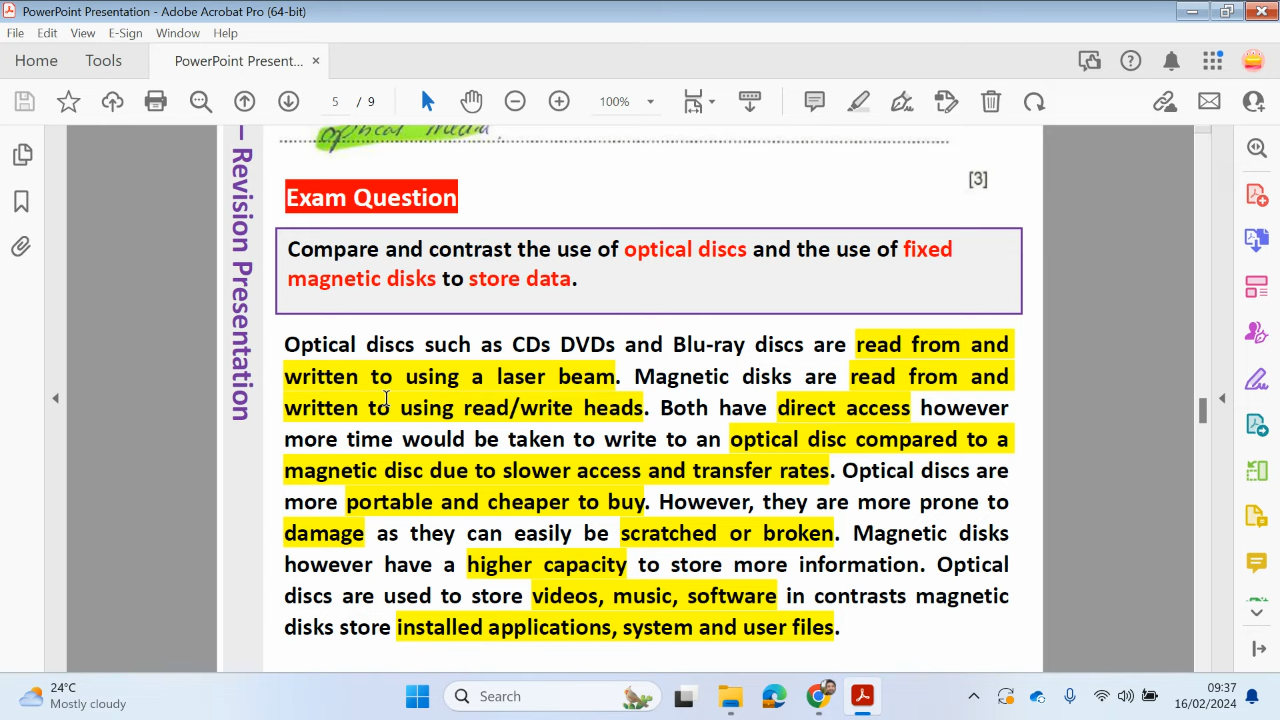 PowerPoint Presentation - Adobe Acrobat Pro (64-bit)
File Edit View E-Sign Window Help
Home Tools PowerPoint Present... ×
5 / 9 100%
– Revision Presentation
optical media.
[3]
Exam Question
Compare and contrast the use of optical discs and the use of fixed
magnetic disks to store data.
Optical discs such as CDs DVDs and Blu-ray discs are read from and
written to using a laser beam. Magnetic disks are read from and
written to using read/write heads. Both have direct access however
more time would be taken to write to an optical disc compared to a
magnetic disc due to slower access and transfer rates. Optical discs are
more portable and cheaper to buy. However, they are more prone to
damage as they can easily be scratched or broken. Magnetic disks
however have a higher capacity to store more information. Optical
discs are used to store videos, music, software in contrasts magnetic
disks store installed applications, system and user files.
24°C
Mostly cloudy
Search
09:37
16/02/2024